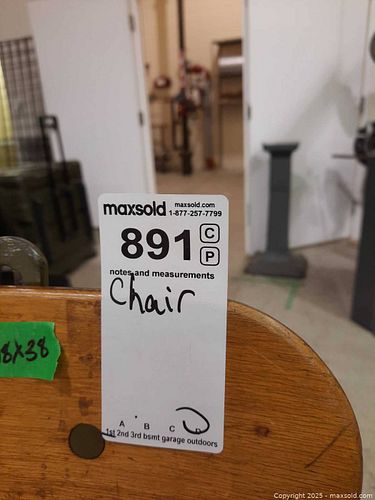 maxsold maxsold.com
1-877-257-7799
891 C
P
notes and measurements
Chair
8x38
A B C D
1st 2nd 3rd bsmt garage outdoors
Copyright 2025 - maxsold.com